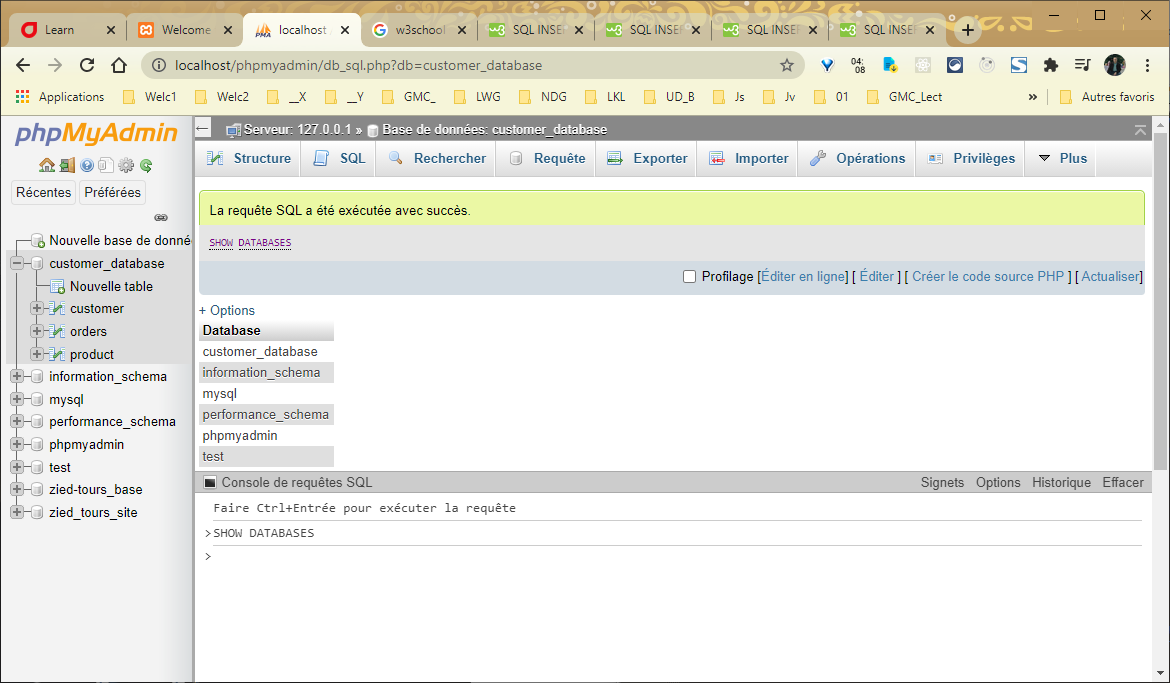 Learn
Welcome
localhost
w3school
SQL INSE
SQL INSE
SQL INSE
SQL INSE
localhost/phpmyadmin/db_sql.php?db=customer_database
04:
08
Applications Welc1 Welc2 __X __Y GMC_ LWG NDG LKL UD_B Js Jv 01 GMC_Lect » Autres favoris
phpMyAdmin
Récentes Préférées
Nouvelle base de donné
customer_database
Nouvelle table
customer
orders
product
information_schema
mysql
performance_schema
phpmyadmin
test
zied-tours_base
zied_tours_site
Serveur: 127.0.0.1 » Base de données: customer_database
Structure SQL Rechercher Requête Exporter Importer Opérations Privilèges Plus
La requête SQL a été exécutée avec succès.
SHOW DATABASES
Profilage [Éditer en ligne] [ Éditer ] [ Créer le code source PHP ] [ Actualiser]
+ Options
Database
customer_database
information_schema
mysql
performance_schema
phpmyadmin
test
Console de requêtes SQL Signets Options Historique Effacer
Faire Ctrl+Entrée pour exécuter la requête
>SHOW DATABASES
>